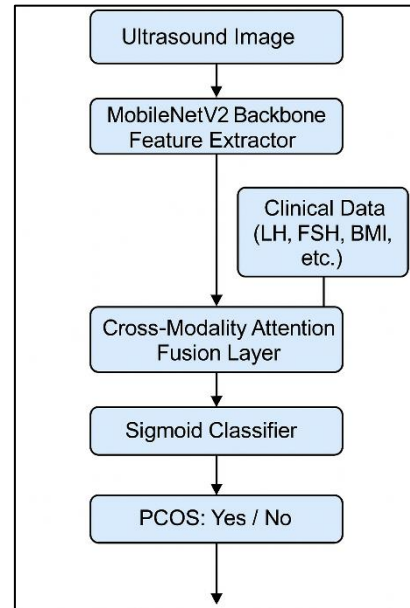 Ultrasound Image
MobileNetV2 Backbone
Feature Extractor
Clinical Data
(LH, FSH, BMI,
etc.)
Cross-Modality Attention
Fusion Layer
Sigmoid Classifier
PCOS: Yes / No